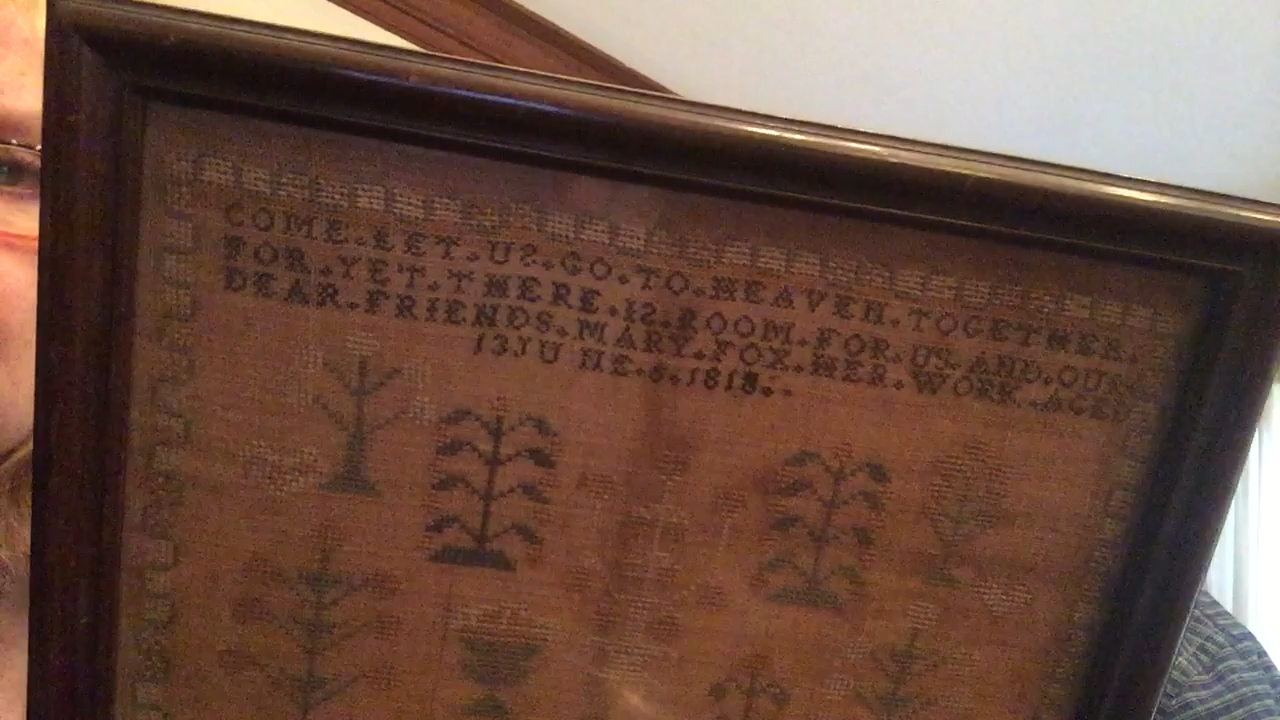 COME.LET.US.GO.TO.HEAVEN.TOGETHER.
FOR.YET.THERE.IS.ROOM.FOR.US.AND.OUR
DEAR.FRIENDS.MARY.FOX.HER.WORK.AGED
13JUNE.6.1818.